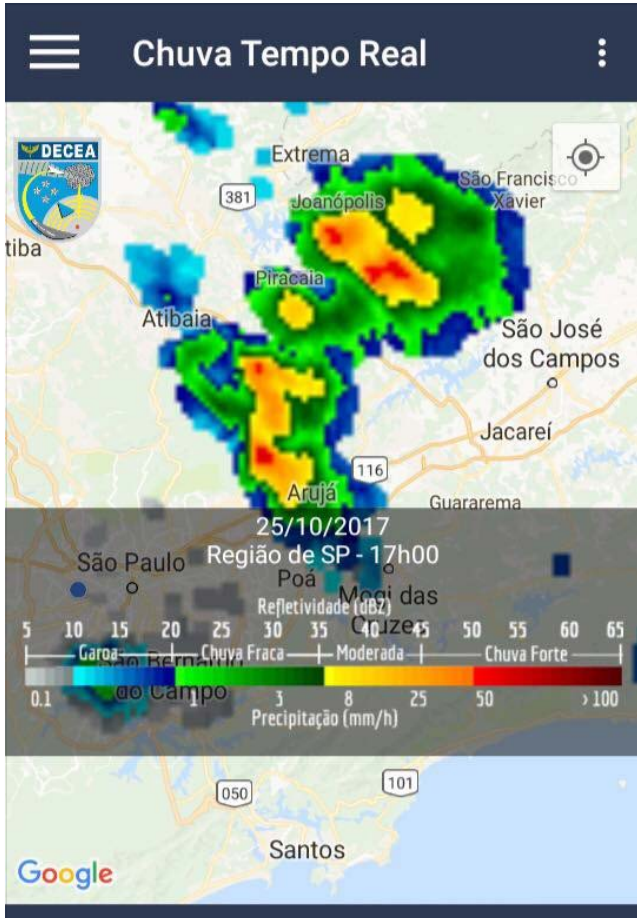 Chuva Tempo Real
DECEA
Extrema
São Francisco
Xavier
381
Joanópolis
tiba
Piracaia
Atibaia
São José
dos Campos
Jacareí
116
Arujá
Guararema
25/10/2017
Região de SP - 17h00
São Paulo
Poá
Mogi das
Cruzes
Refletividade (dBZ)
5 10 15 20 25 30 35 40 45 50 55 60 65
Garoa Chuva Fraca Moderada Chuva Forte
São Bernardo
do Campo
0.1 1 3 8 25 50 >100
Precipitação (mm/h)
050
101
Santos
Google